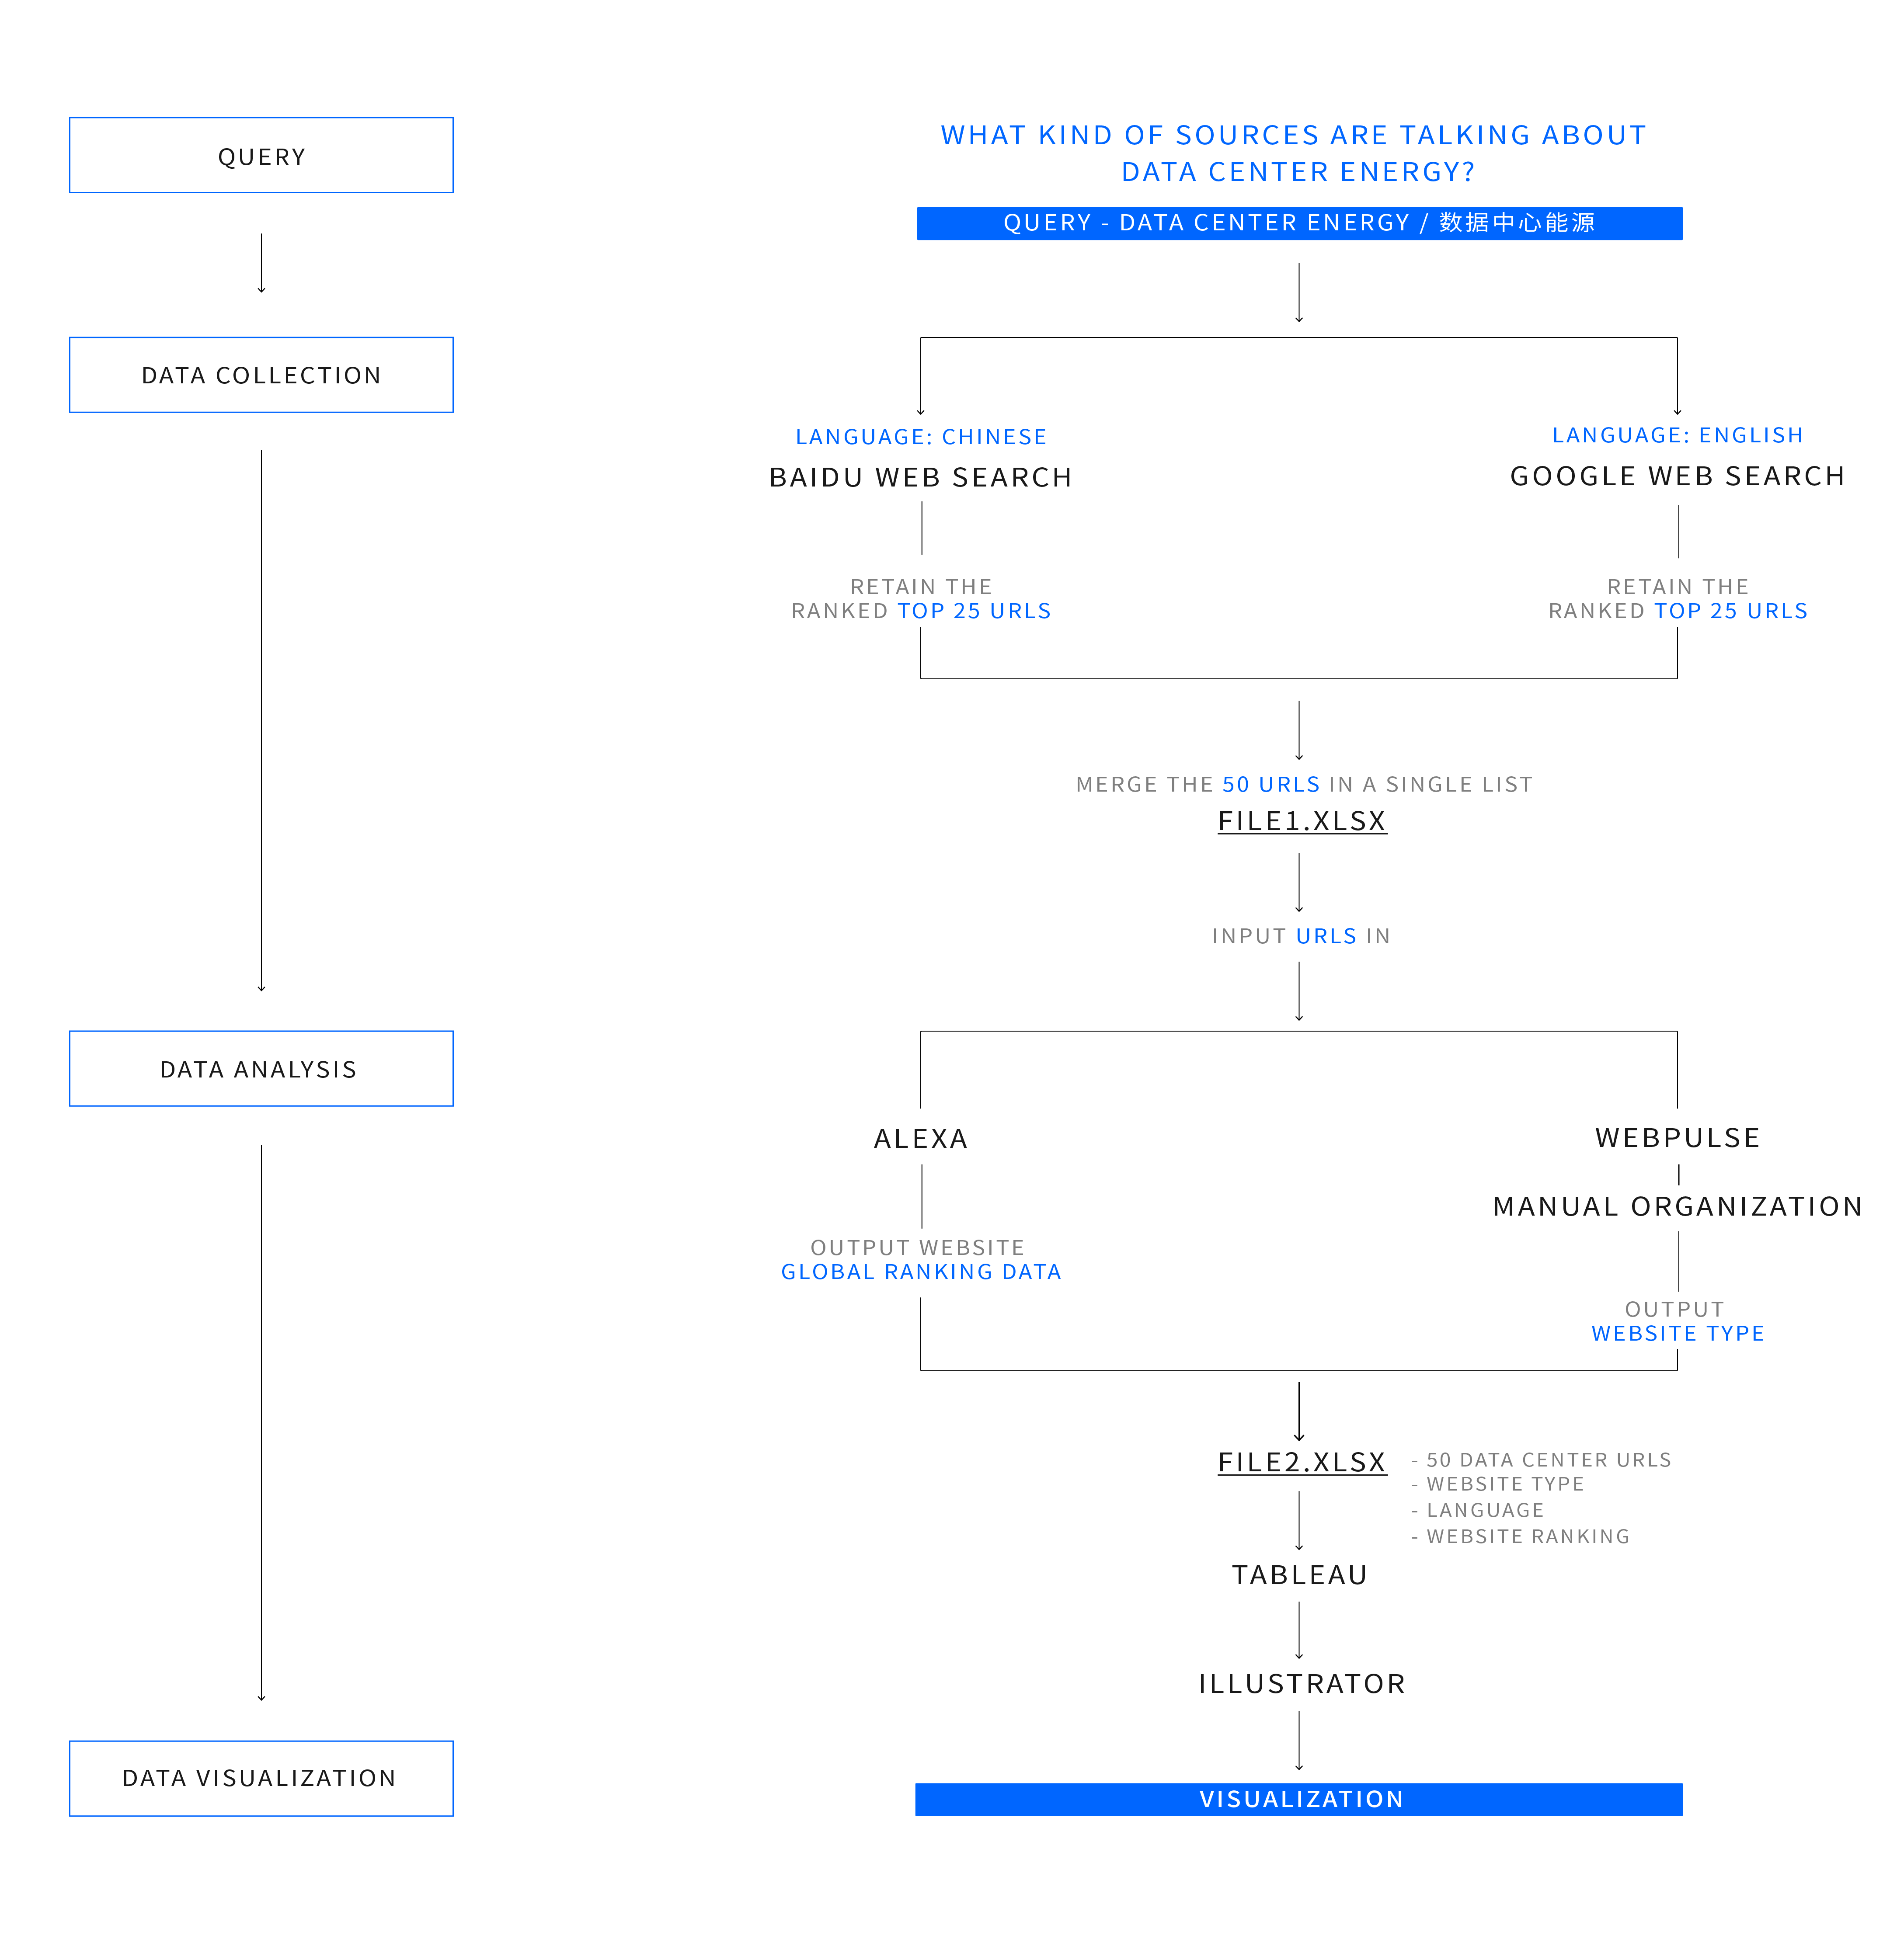 QUERY
DATA COLLECTION
DATA ANALYSIS
DATA VISUALIZATION
WHAT KIND OF SOURCES ARE TALKING ABOUT
DATA CENTER ENERGY?
QUERY - DATA CENTER ENERGY / 数据中心能源
LANGUAGE: CHINESE
BAIDU WEB SEARCH
RETAIN THE
RANKED TOP 25 URLS
LANGUAGE: ENGLISH
GOOGLE WEB SEARCH
RETAIN THE
RANKED TOP 25 URLS
MERGE THE 50 URLS IN A SINGLE LIST
FILE1.XLSX
INPUT URLS IN
ALEXA
OUTPUT WEBSITE
GLOBAL RANKING DATA
WEBPULSE
MANUAL ORGANIZATION
OUTPUT
WEBSITE TYPE
FILE2.XLSX
- 50 DATA CENTER URLS
- WEBSITE TYPE
- LANGUAGE
- WEBSITE RANKING
TABLEAU
ILLUSTRATOR
VISUALIZATION